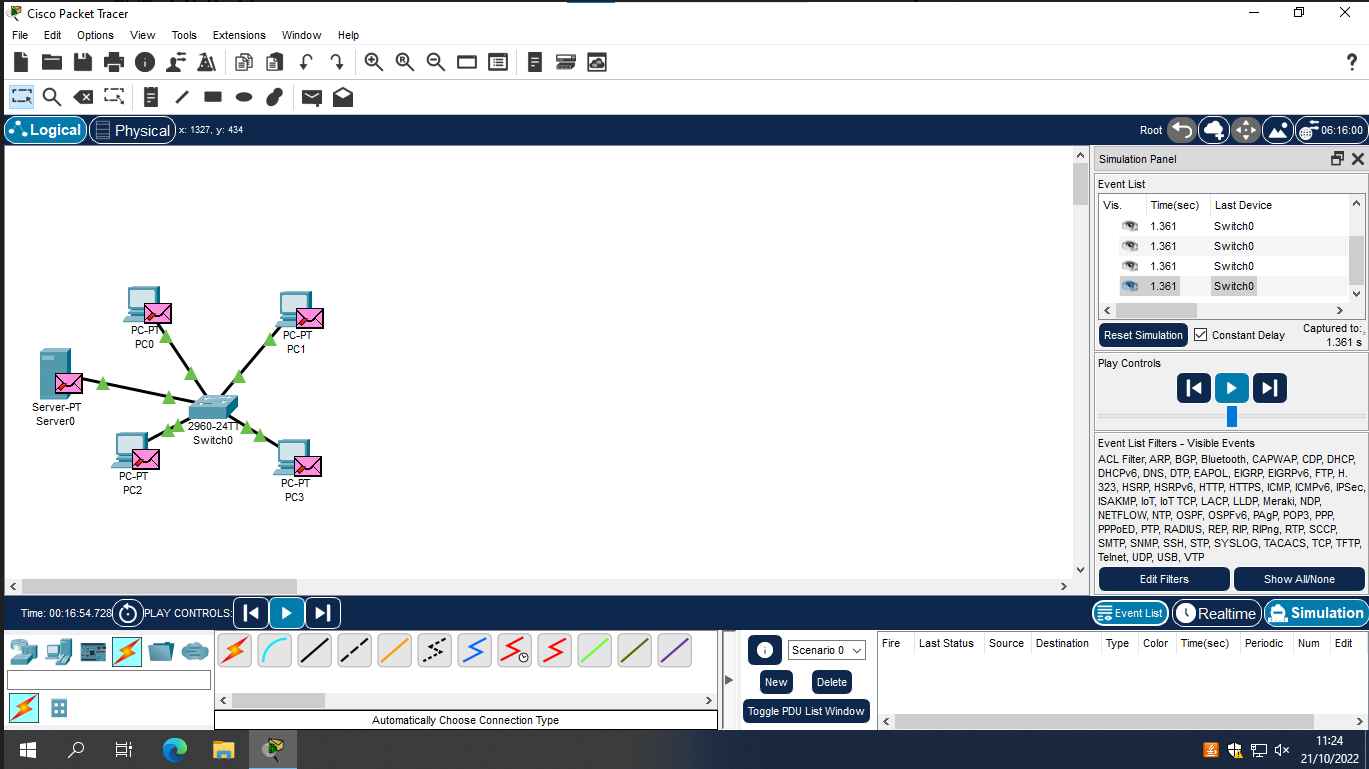 Cisco Packet Tracer
File Edit Options View Tools Extensions Window Help
Logical Physical x: 1327, y: 434 Root 06:16:00
PC-PT
PC0
PC-PT
PC1
Server-PT
Server0
2960-24TT
Switch0
PC-PT
PC2
PC-PT
PC3
Simulation Panel
Event List
Vis. Time(sec) Last Device
1.361 Switch0
1.361 Switch0
1.361 Switch0
1.361 Switch0
Reset Simulation Constant Delay Captured to:*
1.361 s
Play Controls
Event List Filters - Visible Events
ACL Filter, ARP, BGP, Bluetooth, CAPWAP, CDP, DHCP,
DHCPv6, DNS, DTP, EAPOL, EIGRP, EIGRPv6, FTP, H.
323, HSRP, HSRPv6, HTTP, HTTPS, ICMP, ICMPv6, IPSec,
ISAKMP, IoT, IoT TCP, LACP, LLDP, Meraki, NDP,
NETFLOW, NTP, OSPF, OSPFv6, PAgP, POP3, PPP,
PPPoED, PTP, RADIUS, REP, RIP, RIPng, RTP, SCCP,
SMTP, SNMP, SSH, STP, SYSLOG, TACACS, TCP, TFTP,
Telnet, UDP, USB, VTP
Edit Filters Show All/None
Time: 00:16:54.728 PLAY CONTROLS: Event List Realtime Simulation
Scenario 0
New Delete
Toggle PDU List Window
Fire Last Status Source Destination Type Color Time(sec) Periodic Num Edit
Automatically Choose Connection Type
11:24
21/10/2022